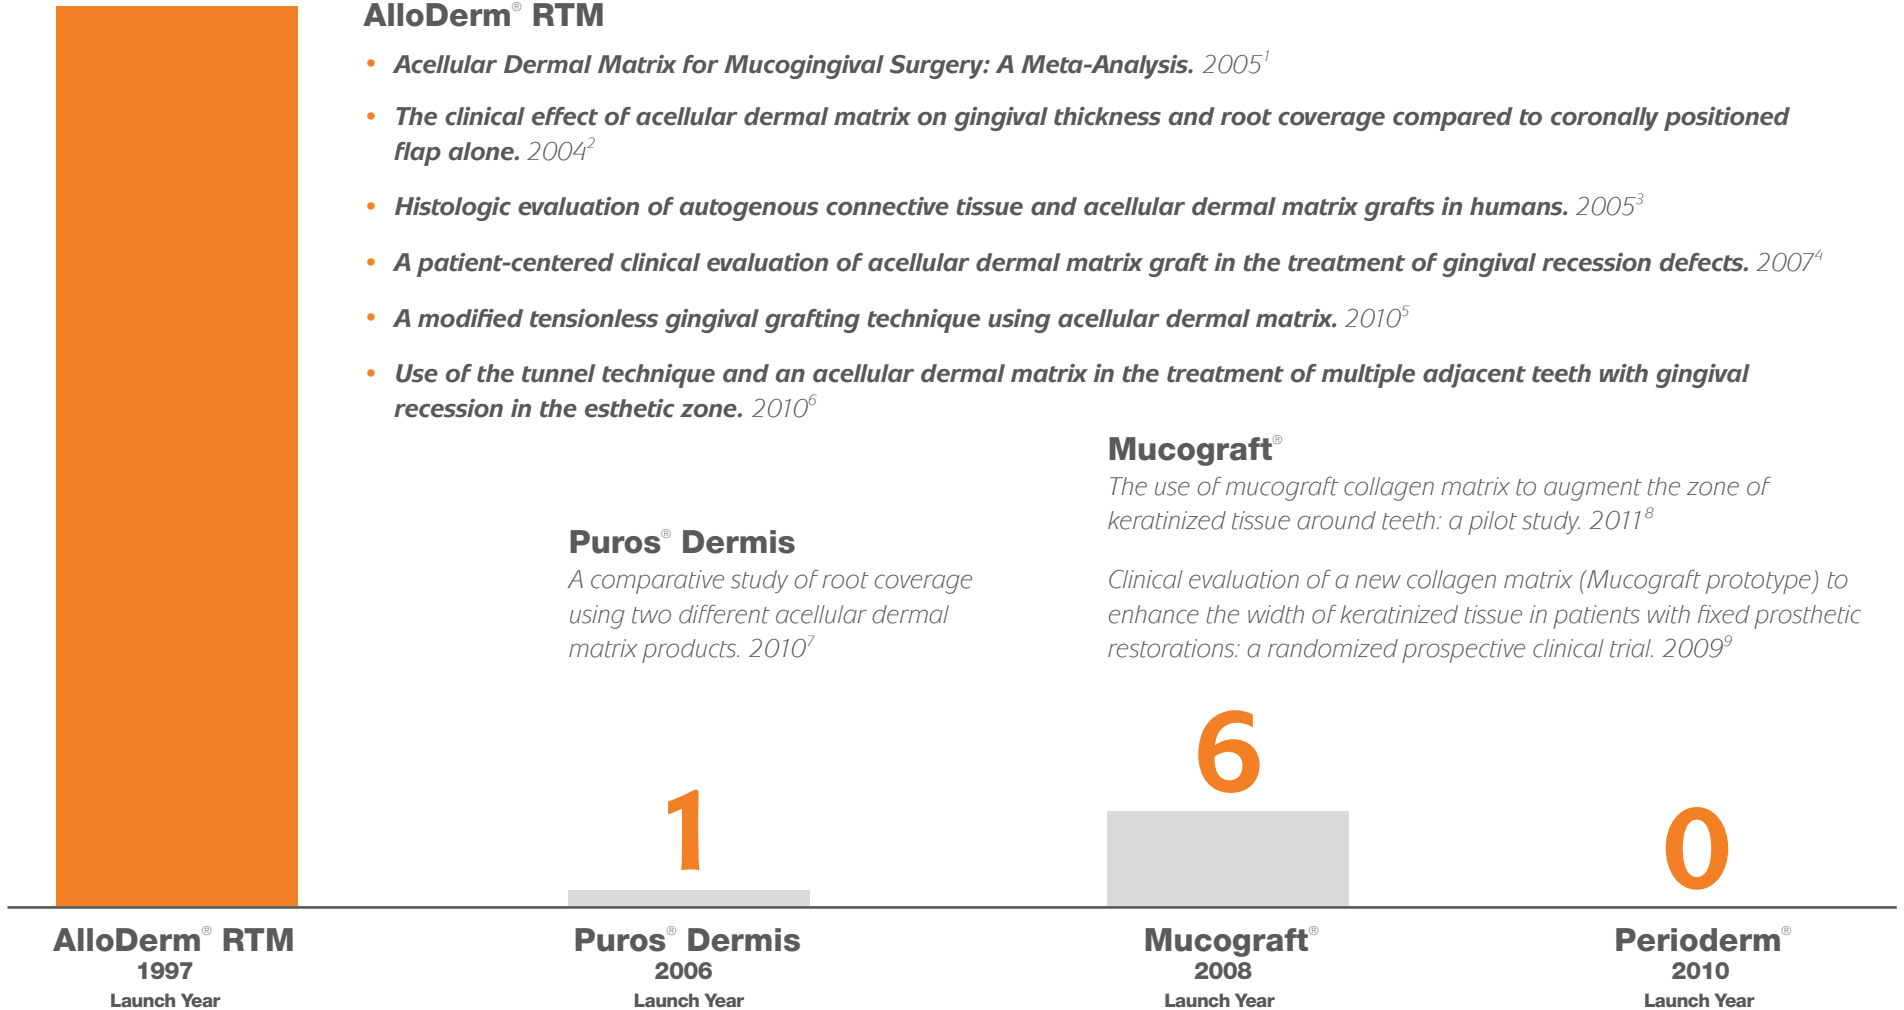 AlloDerm® RTM
• Acellular Dermal Matrix for Mucogingival Surgery: A Meta-Analysis. 2005¹
• The clinical effect of acellular dermal matrix on gingival thickness and root coverage compared to coronally positioned
flap alone. 2004²
• Histologic evaluation of autogenous connective tissue and acellular dermal matrix grafts in humans. 2005³
• A patient-centered clinical evaluation of acellular dermal matrix graft in the treatment of gingival recession defects. 2007⁴
• A modified tensionless gingival grafting technique using acellular dermal matrix. 2010⁵
• Use of the tunnel technique and an acellular dermal matrix in the treatment of multiple adjacent teeth with gingival
recession in the esthetic zone. 2010⁶
Puros® Dermis
A comparative study of root coverage
using two different acellular dermal
matrix products. 2010⁷
Mucograft®
The use of mucograft collagen matrix to augment the zone of
keratinized tissue around teeth: a pilot study. 2011⁸
Clinical evaluation of a new collagen matrix (Mucograft prototype) to
enhance the width of keratinized tissue in patients with fixed prosthetic
restorations: a randomized prospective clinical trial. 2009⁹
1
6
0
AlloDerm® RTM
1997
Launch Year
Puros® Dermis
2006
Launch Year
Mucograft®
2008
Launch Year
Perioderm®
2010
Launch Year